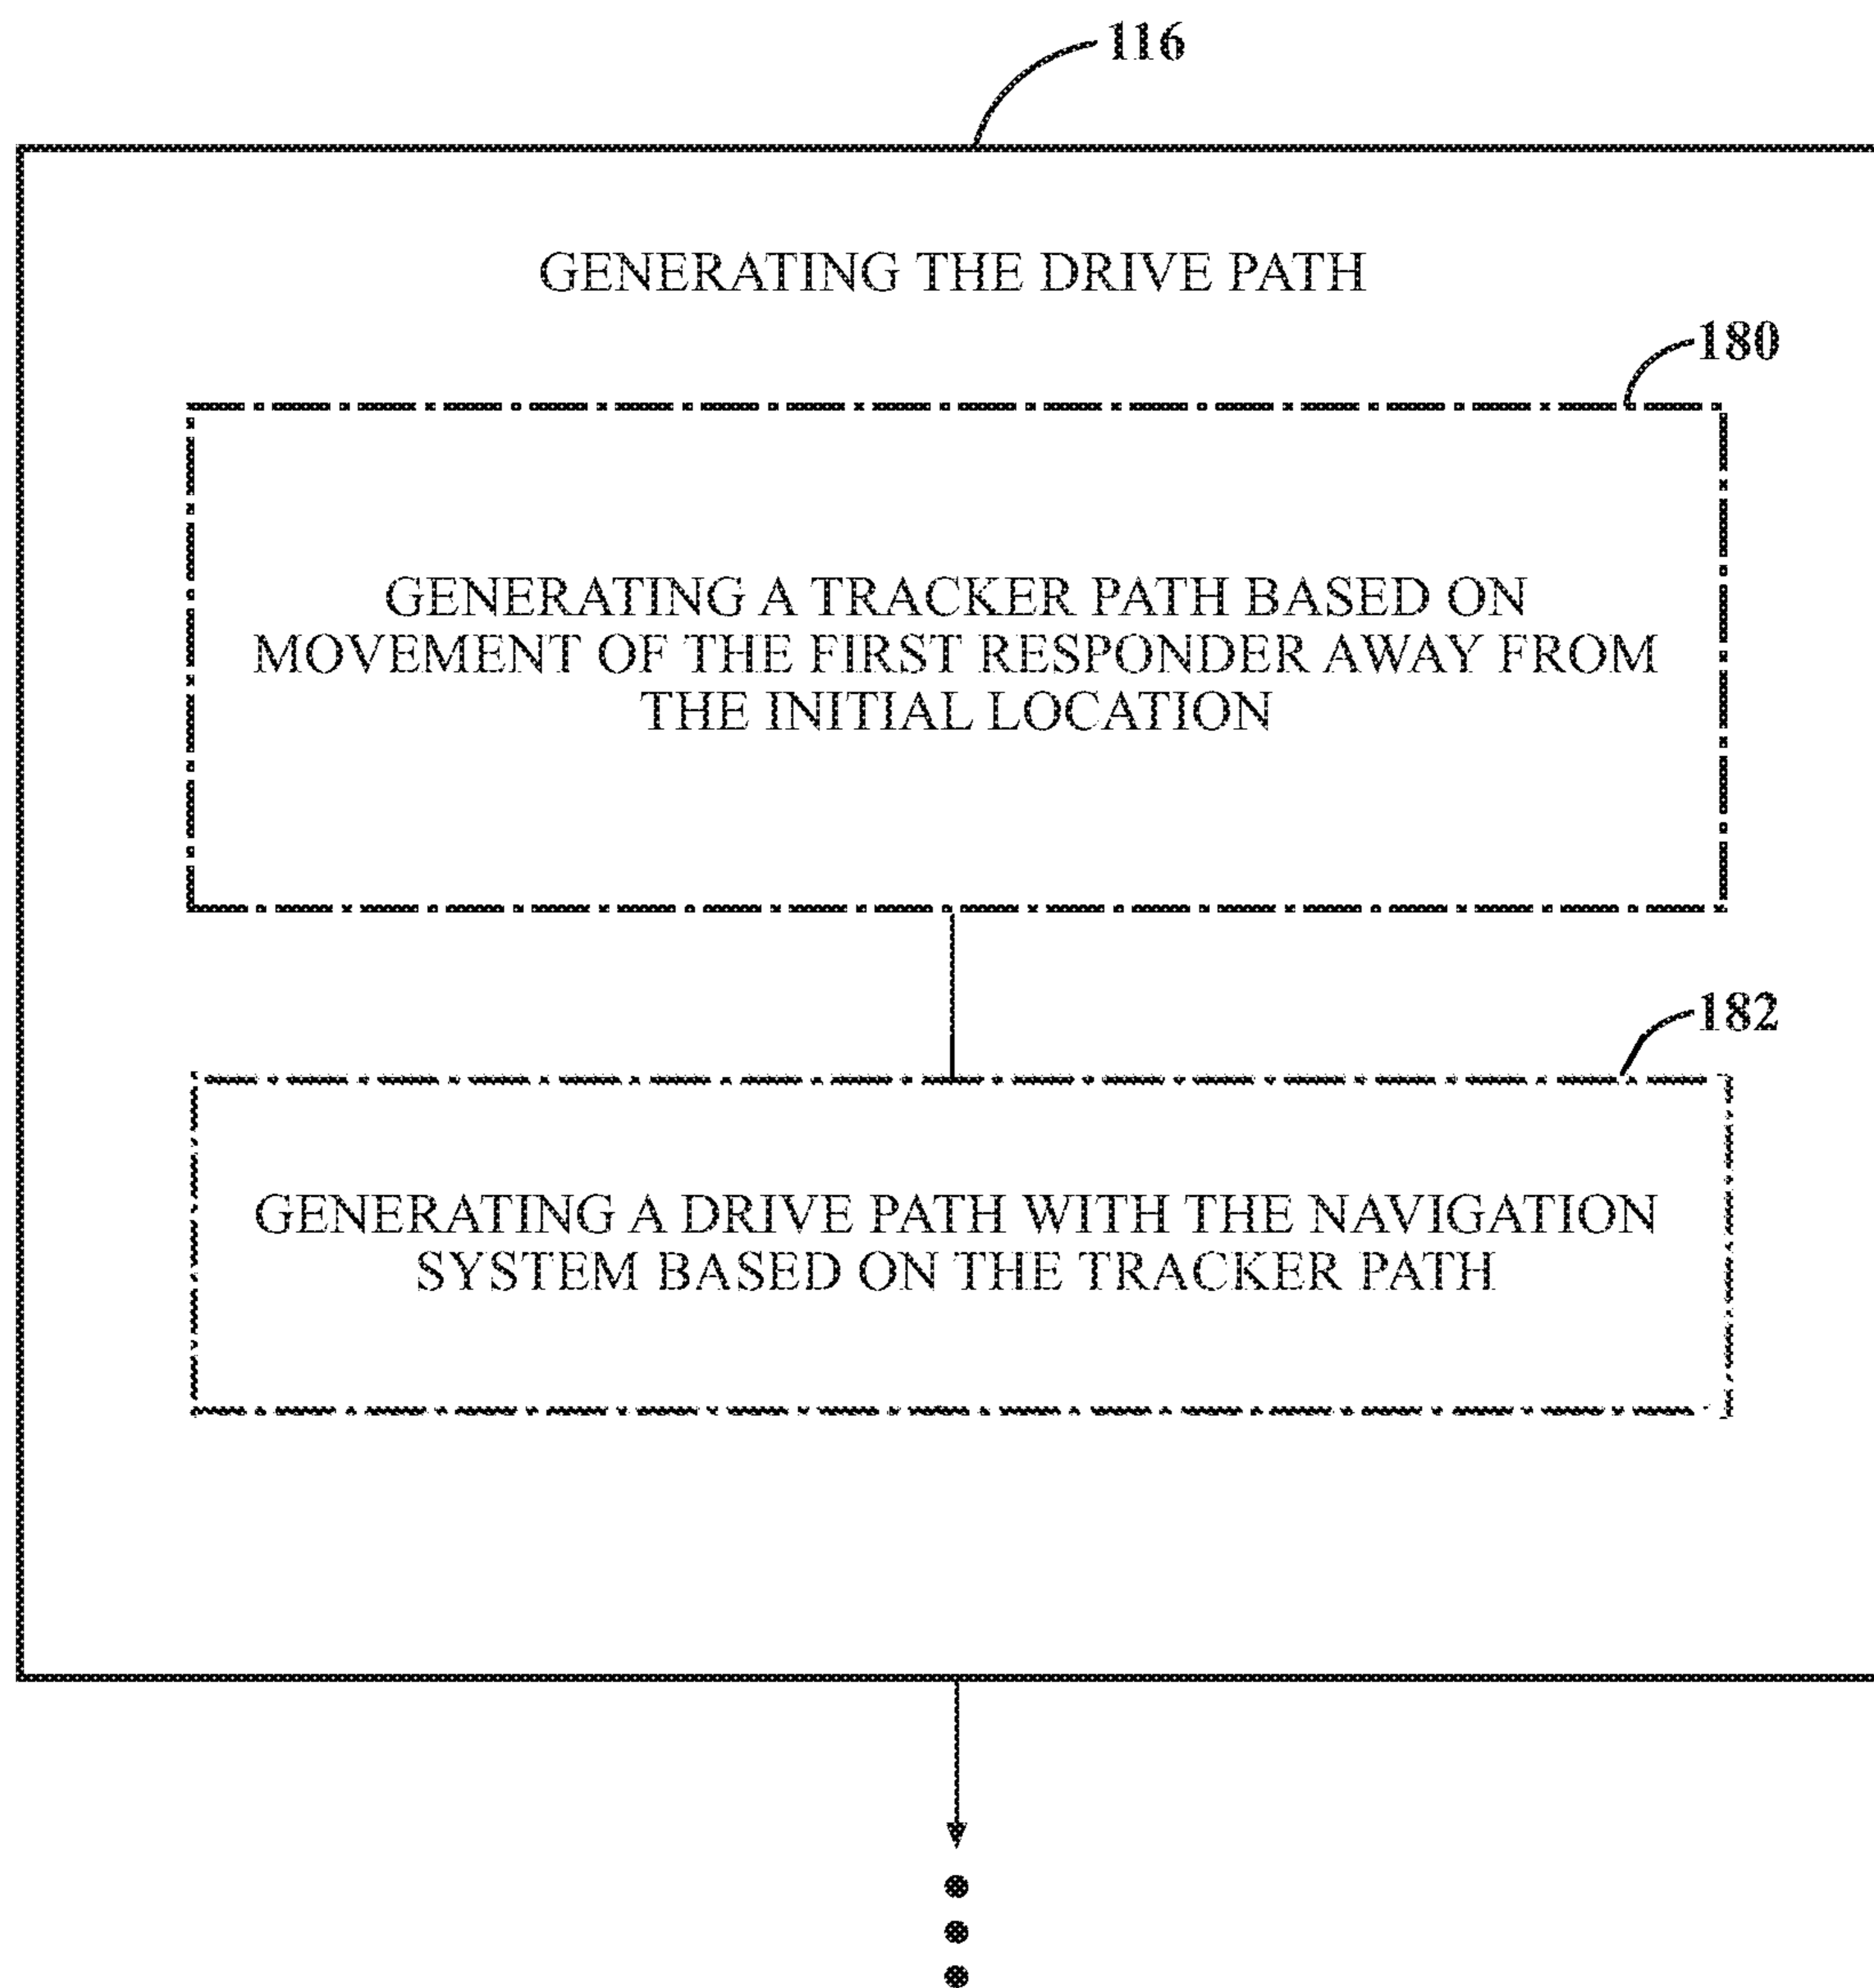 116
GENERATING THE DRIVE PATH
180
GENERATING A TRACKER PATH BASED ON
MOVEMENT OF THE FIRST RESPONDER AWAY FROM
THE INITIAL LOCATION
182
GENERATING A DRIVE PATH WITH THE NAVIGATION
SYSTEM BASED ON THE TRACKER PATH